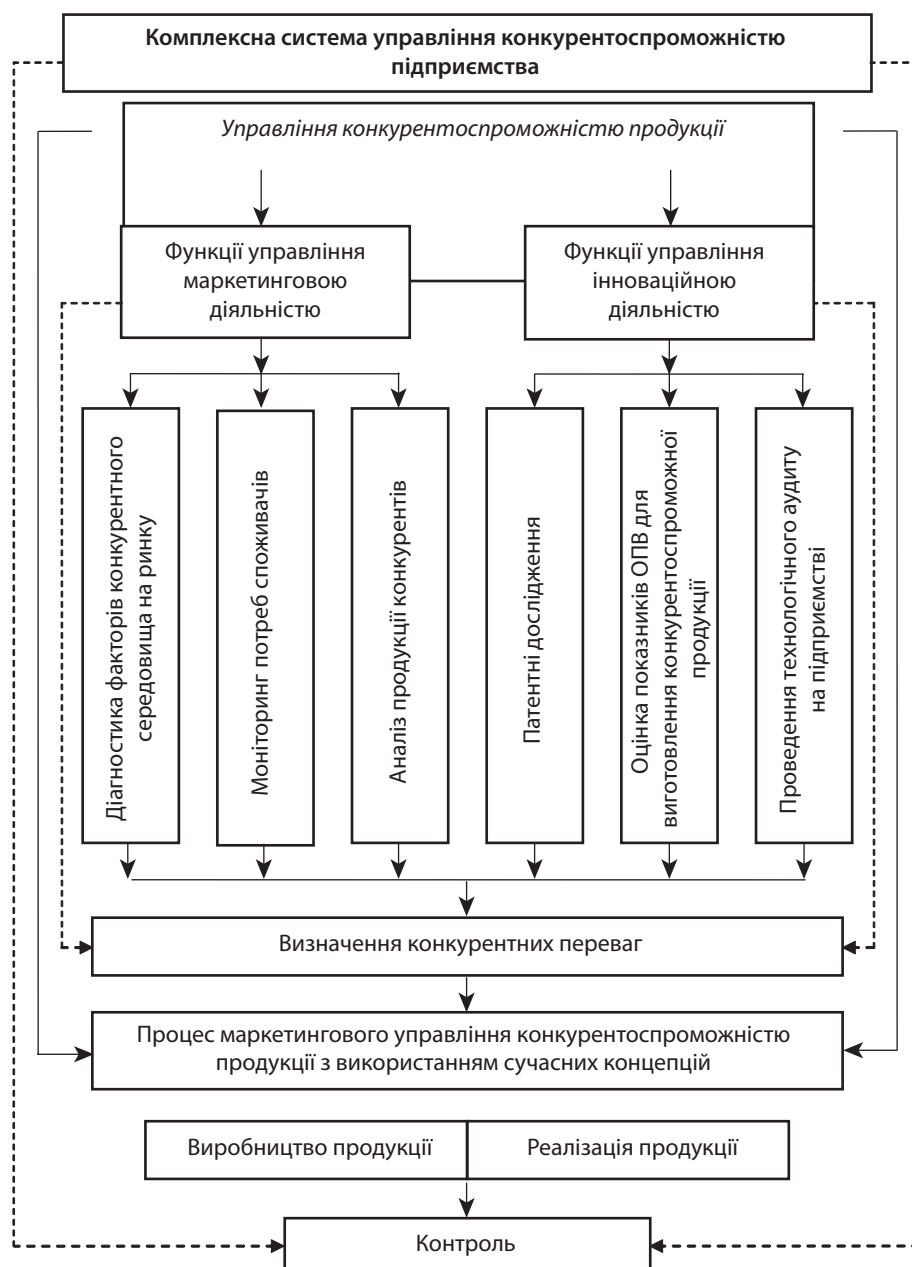 Комплексна система управління конкурентоспроможністю
підприємства
Управління конкурентоспроможністю продукції
Функції управління
маркетинговою
діяльністю
Функції управління
інноваційною
діяльністю
Діагностика факторів конкурентного
середовища на ринку
Моніторинг потреб споживачів
Аналіз продукції конкурентів
Патентні дослідження
Оцінка показників ОПВ для
виготовлення конкурентоспроможної
продукції
Проведення технологічного аудиту
на підприємстві
Визначення конкурентних переваг
Процес маркетингового управління конкурентоспроможністю
продукції з використанням сучасних концепцій
Виробництво продукції
Реалізація продукції
Контроль